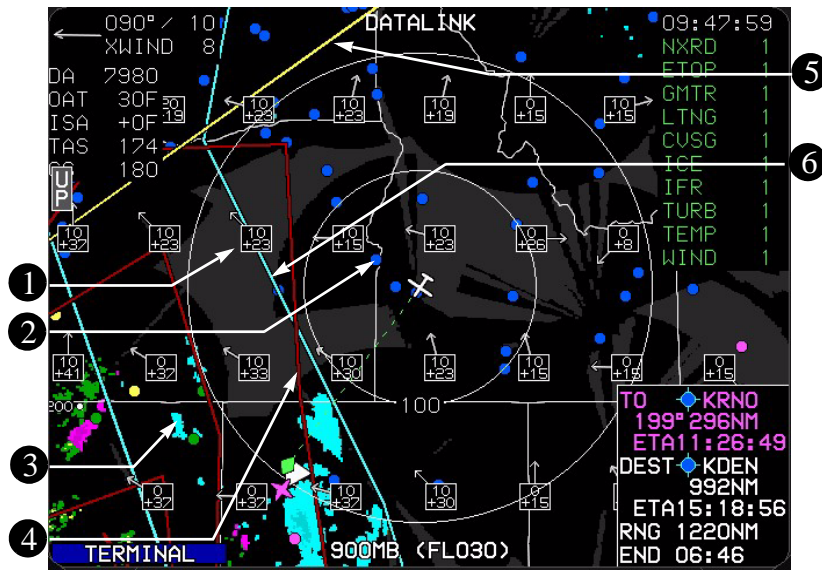 090° / 10
XWIND 8
DATALINK
09:47:59
DA 7980
OAT 30F
ISA +0F
TAS 174
180
UP
NXRD 1
ETOP 1
GMTR 1
LTNG 1
CVSG 1
ICE 1
IFR 1
TURB 1
TEMP 1
WIND 1
10 +23
10 +23
10 +19
0 +15
10 +15
10 +37
10 +23
10 +23
0 +15
10 +23
0 +26
0 +8
10 +41
0 +37
10 +33
10 +30
10 +23
10 +15
0 +15
10 +15
200
100
0 +37
0 +37
10 +37
10 +30
0 +15
TO KRNO
199° 296NM
ETA11:26:49
DEST KDEN
992NM
ETA15:18:56
RNG 1220NM
END 06:46
TERMINAL
900MB (FL030)
1
2
3
4
5
6